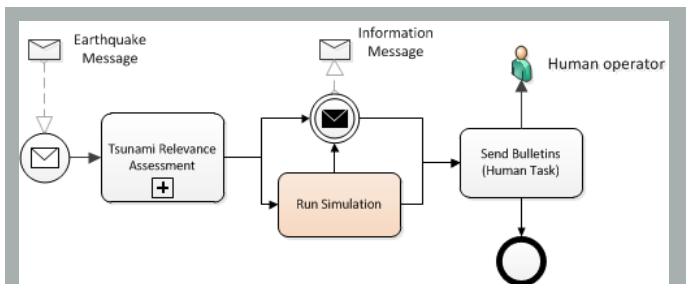 Earthquake
Message
Information
Message
Human operator
Tsunami Relevance
Assessment
Send Bulletins
(Human Task)
Run Simulation